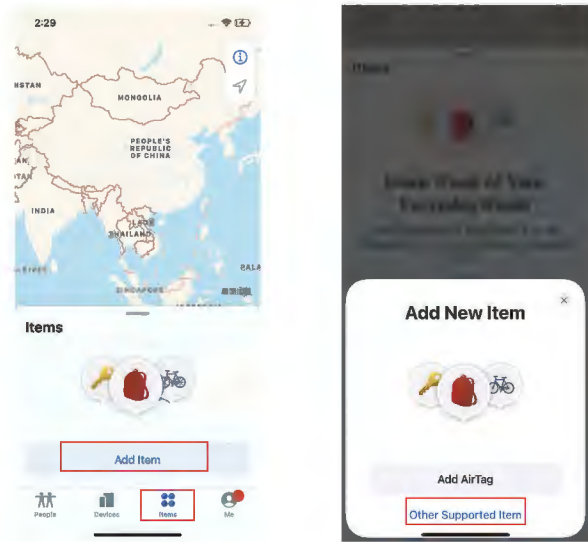 2:29
MONGOLIA
PEOPLE'S
REPUBLIC
OF CHINA
INDIA
LAOS
THAILAND
SINGAPORE
Items
Add Item
People
Devices
Items
Me
Items
Add New Item
Add AirTag
Other Supported Item